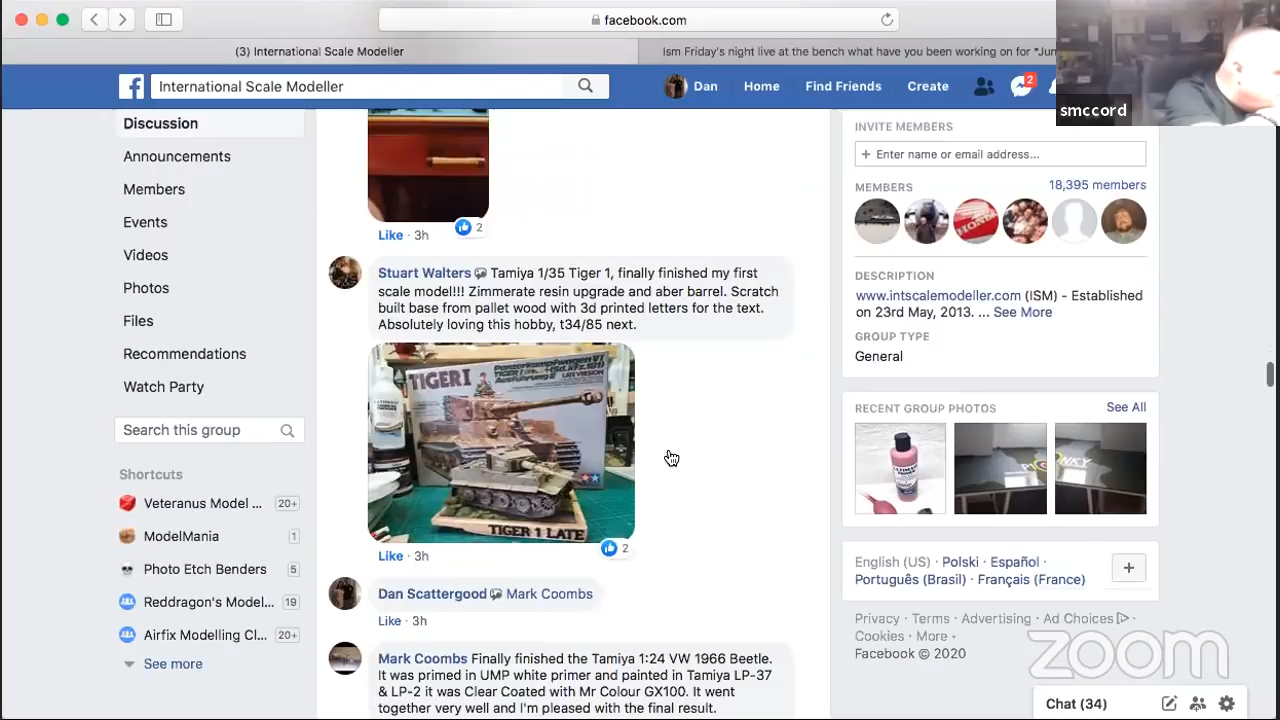 facebook.com
(3) International Scale Modeller
Ism Friday's night live at the bench what have you been working on for *Jun
smccord
International Scale Modeller
Dan
Home
Find Friends
Create
2
Discussion
Announcements
Members
Events
Videos
Photos
Files
Recommendations
Watch Party
Search this group
Shortcuts
Veteranus Model ...
20+
ModelMania
1
Photo Etch Benders
5
Reddragon's Model...
19
Airfix Modelling Cl...
20+
See more
2
Like · 3h
Stuart Walters Tamiya 1/35 Tiger 1, finally finished my first
scale model!!! Zimmerate resin upgrade and aber barrel. Scratch
built base from pallet wood with 3d printed letters for the text.
Absolutely loving this hobby, t34/85 next.
TIGER I
Panzerkampfwagen VI
TIGER 1 LATE
2
Like · 3h
Dan Scattergood Mark Coombs
Like · 3h
Mark Coombs Finally finished the Tamiya 1:24 VW 1966 Beetle.
It was primed in UMP white primer and painted in Tamiya LP-37
& LP-2 it was Clear Coated with Mr Colour GX100. It went
together very well and I'm pleased with the final result.
INVITE MEMBERS
+ Enter name or email address...
MEMBERS
18,395 members
DESCRIPTION
www.intscalemodeller.com (ISM) - Established
on 23rd May, 2013. ... See More
GROUP TYPE
General
RECENT GROUP PHOTOS
See All
English (US) · Polski · Español ·
Português (Brasil) · Français (France)
+
Privacy · Terms · Advertising · Ad Choices ·
Cookies · More ·
Facebook © 2020
zoom
Chat (34)